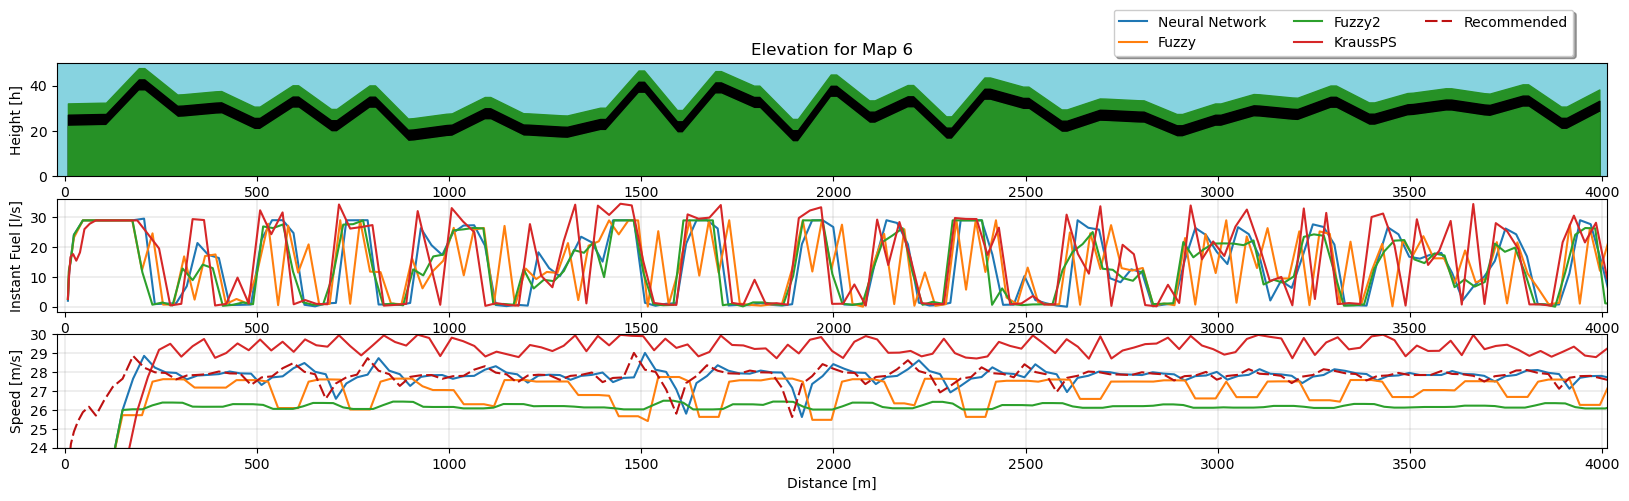 Neural Network Fuzzy2 Recommended
Fuzzy KraussPS
Elevation for Map 6
Height [h]
40
20
0
0 500 1000 1500 2000 2500 3000 3500 4000
Instant Fuel [l/s]
30
20
10
0
0 500 1000 1500 2000 2500 3000 3500 4000
Speed [m/s]
30
29
28
27
26
25
24
0 500 1000 1500 2000 2500 3000 3500 4000
Distance [m]